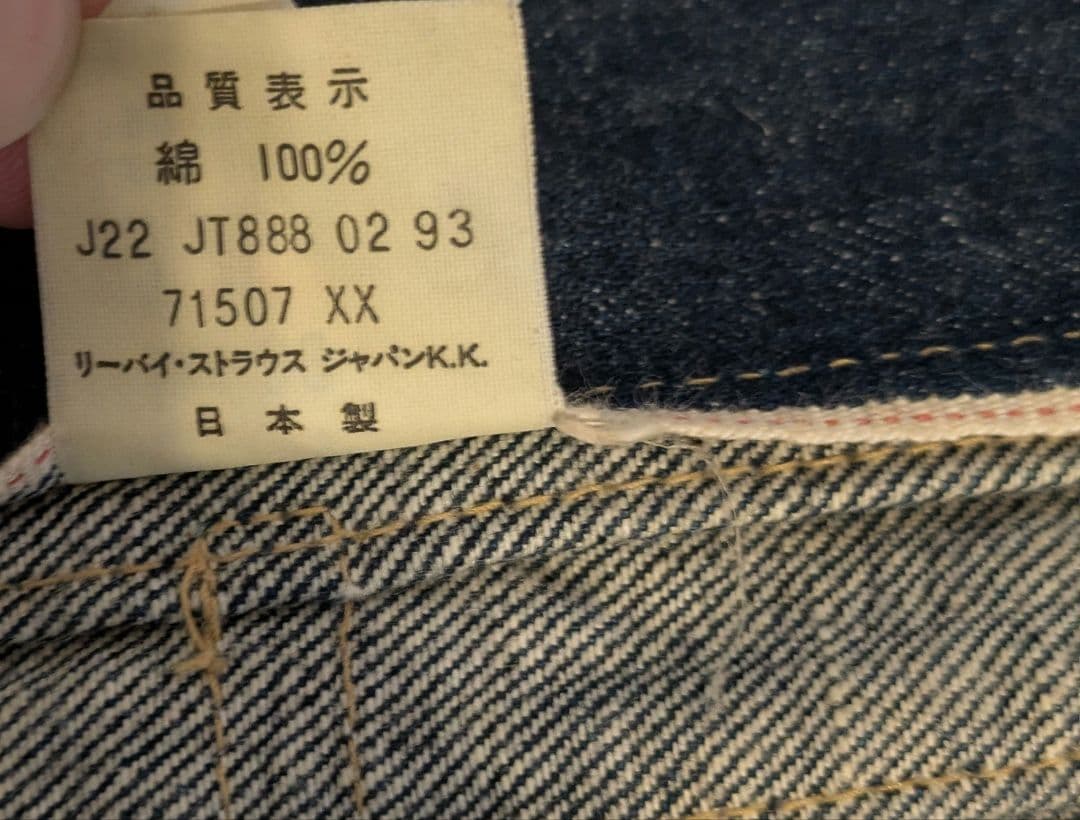 品質表示
綿 100%
J22 JT888 02 93
71507 XX
リーバイ・ストラウス ジャパンK.K.
日本製